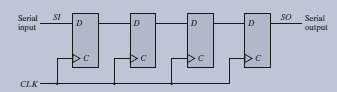 Serial input SI D D D D SO Serial output
C C C C
CLK